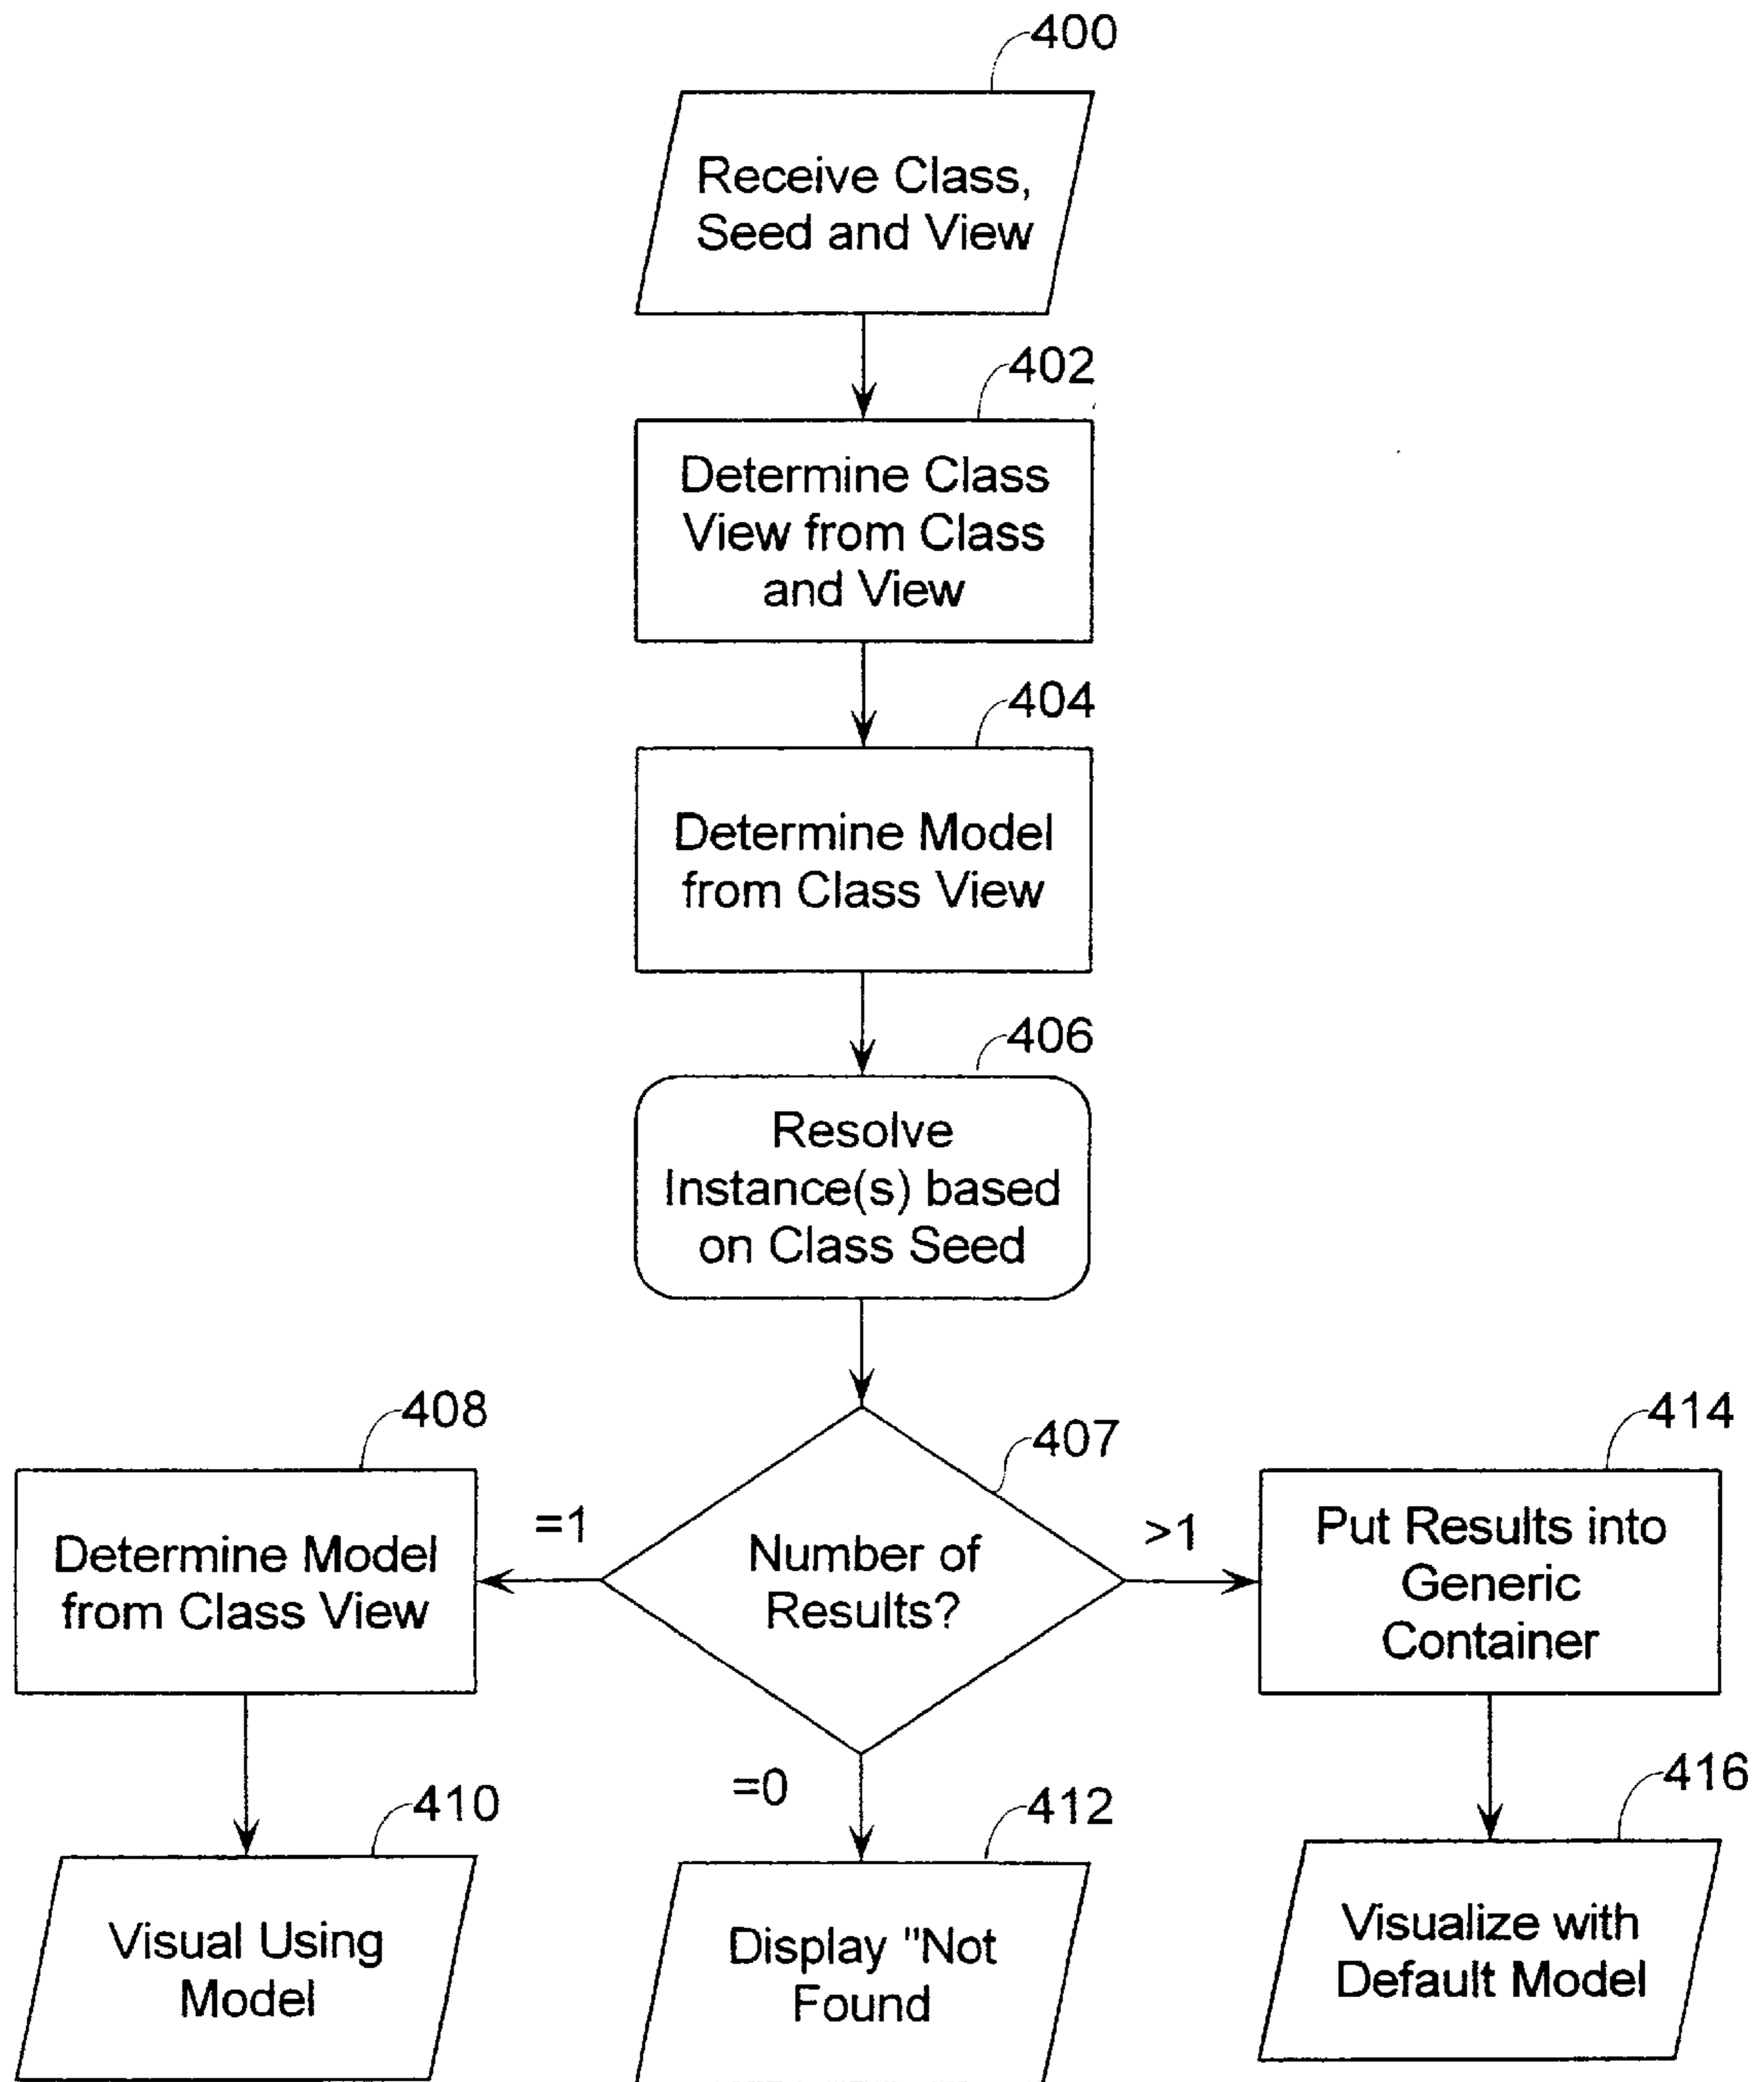 400
Receive Class,
Seed and View
402
Determine Class
View from Class
and View
404
Determine Model
from Class View
406
Resolve
Instance(s) based
on Class Seed
407
Number of
Results?
=1
=0
>1
408
Determine Model
from Class View
410
Visual Using
Model
412
Display "Not
Found
414
Put Results into
Generic
Container
416
Visualize with
Default Model